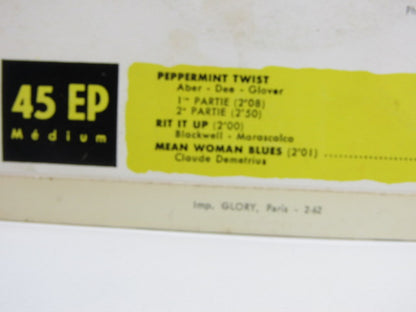 Ph
45 EP
Médium
PEPPERMINT TWIST
Aber - Dee - Glover
1re PARTIE (2'08)
2e PARTIE (2'50)
RIT IT UP (2'00)
Blackwell - Marascalco
MEAN WOMAN BLUES (2'01) ........................
Claude Demetrius
Imp. GLORY, Paris - 2-62